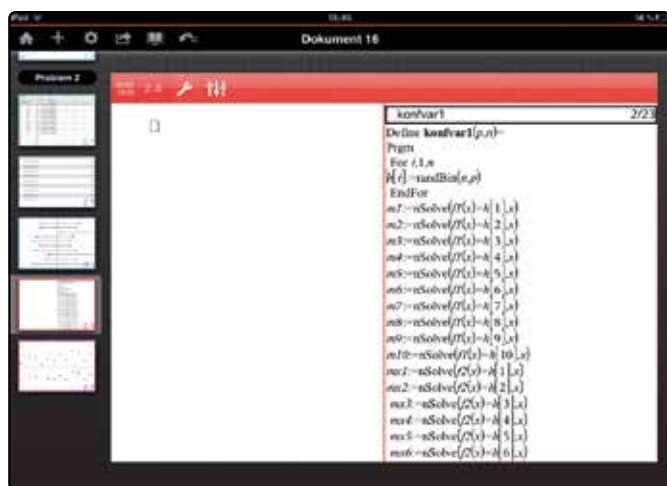 iPad
Dokument 16
Problem 2
konfvar1 2/23
Define konfvar1(p,n)=
Prgm
For i,1,n
h[i]:=randBin(n,p)
EndFor
m1:=nSolve(f1(x)=h[1],x)
m2:=nSolve(f1(x)=h[2],x)
m3:=nSolve(f1(x)=h[3],x)
m4:=nSolve(f1(x)=h[4],x)
m5:=nSolve(f1(x)=h[5],x)
m6:=nSolve(f1(x)=h[6],x)
m7:=nSolve(f1(x)=h[7],x)
m8:=nSolve(f1(x)=h[8],x)
m9:=nSolve(f1(x)=h[9],x)
m10:=nSolve(f1(x)=h[10],x)
mx1:=nSolve(f2(x)=h[1],x)
mx2:=nSolve(f2(x)=h[2],x)
mx3:=nSolve(f2(x)=h[3],x)
mx4:=nSolve(f2(x)=h[4],x)
mx5:=nSolve(f2(x)=h[5],x)
mx6:=nSolve(f2(x)=h[6],x)